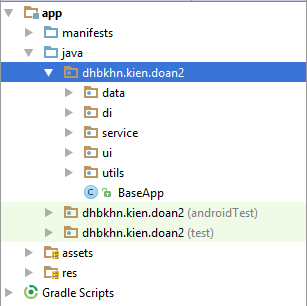 app
manifests
java
dhbkhn.kien.doan2
data
di
service
ui
utils
C BaseApp
dhbkhn.kien.doan2 (androidTest)
dhbkhn.kien.doan2 (test)
assets
res
Gradle Scripts